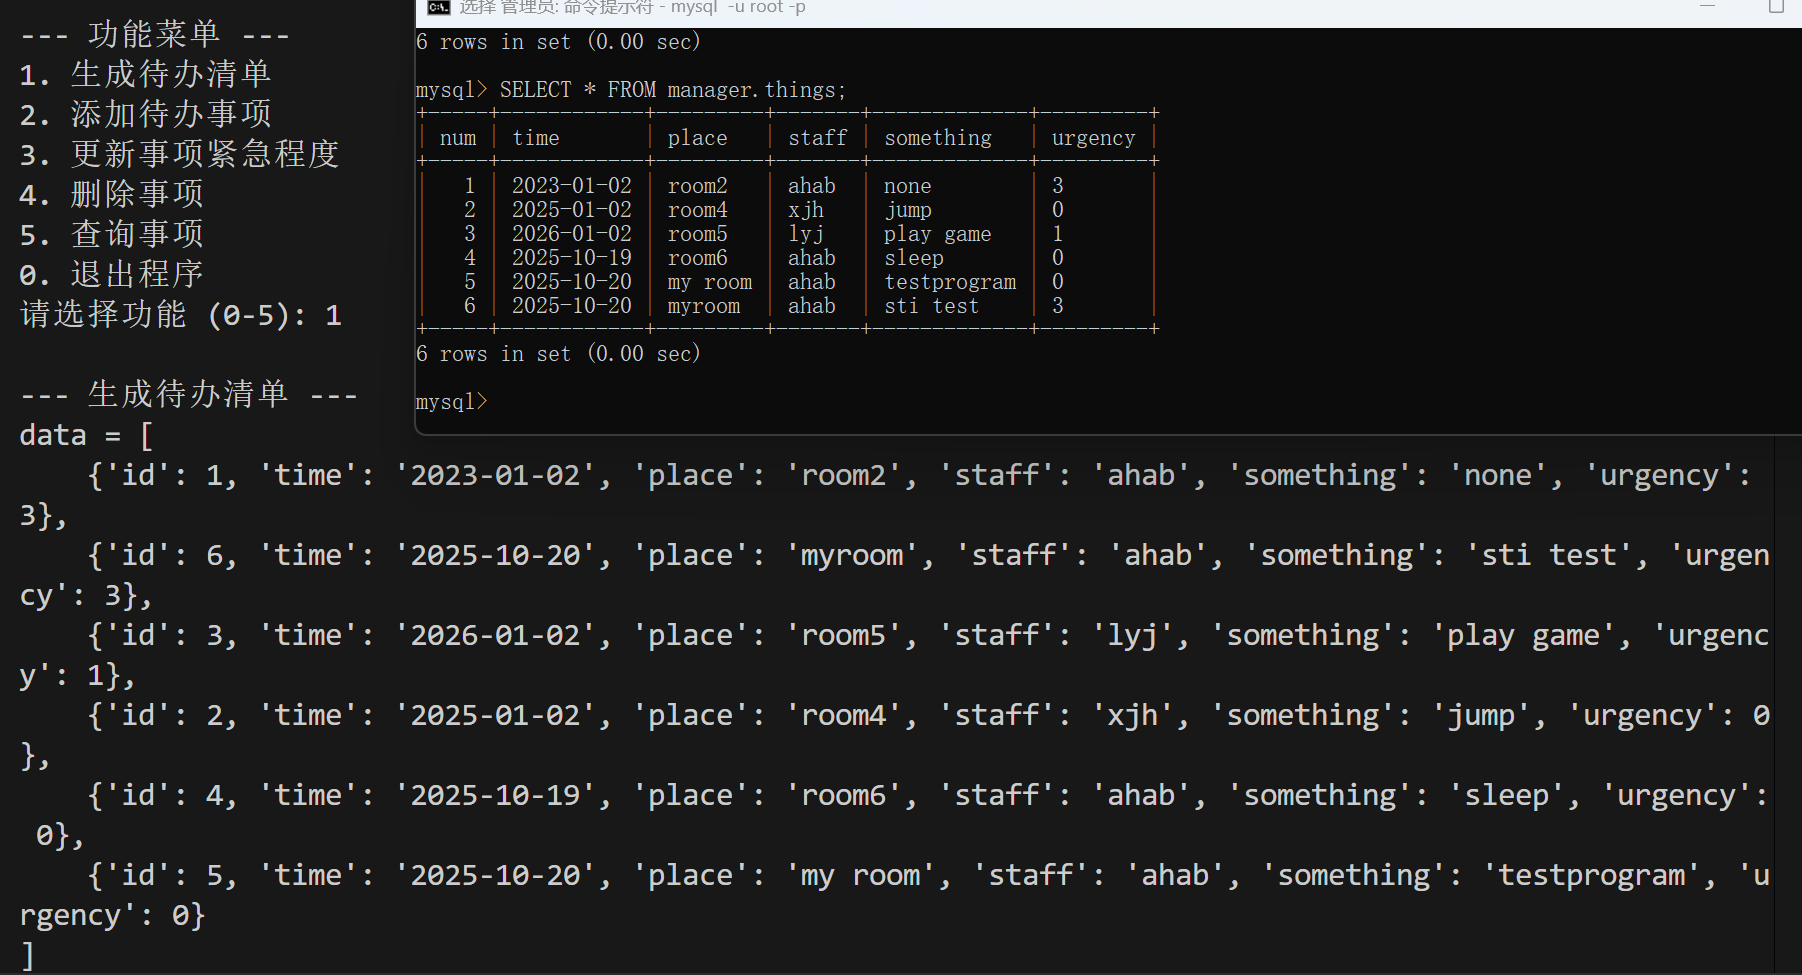 --- 功能菜单 ---
1. 生成待办清单
2. 添加待办事项
3. 更新事项紧急程度
4. 删除事项
5. 查询事项
0. 退出程序
请选择功能 (0-5): 1
--- 生成待办清单 ---
data = [
    {'id': 1, 'time': '2023-01-02', 'place': 'room2', 'staff': 'ahab', 'something': 'none', 'urgency':
3},
    {'id': 6, 'time': '2025-10-20', 'place': 'myroom', 'staff': 'ahab', 'something': 'sti test', 'urgen
cy': 3},
    {'id': 3, 'time': '2026-01-02', 'place': 'room5', 'staff': 'lyj', 'something': 'play game', 'urgenc
y': 1},
    {'id': 2, 'time': '2025-01-02', 'place': 'room4', 'staff': 'xjh', 'something': 'jump', 'urgency': 0
},
    {'id': 4, 'time': '2025-10-19', 'place': 'room6', 'staff': 'ahab', 'something': 'sleep', 'urgency':
 0},
    {'id': 5, 'time': '2025-10-20', 'place': 'my room', 'staff': 'ahab', 'something': 'testprogram', 'u
rgency': 0}
]
选择 管理员: 命令提示符 - mysql  -u root -p
6 rows in set (0.00 sec)
mysql> SELECT * FROM manager.things;
+-----+------------+---------+-------+-------------+---------+
| num | time       | place   | staff | something   | urgency |
+-----+------------+---------+-------+-------------+---------+
|   1 | 2023-01-02 | room2   | ahab  | none        | 3       |
|   2 | 2025-01-02 | room4   | xjh   | jump        | 0       |
|   3 | 2026-01-02 | room5   | lyj   | play game   | 1       |
|   4 | 2025-10-19 | room6   | ahab  | sleep       | 0       |
|   5 | 2025-10-20 | my room | ahab  | testprogram | 0       |
|   6 | 2025-10-20 | myroom  | ahab  | sti test    | 3       |
+-----+------------+---------+-------+-------------+---------+
6 rows in set (0.00 sec)
mysql>